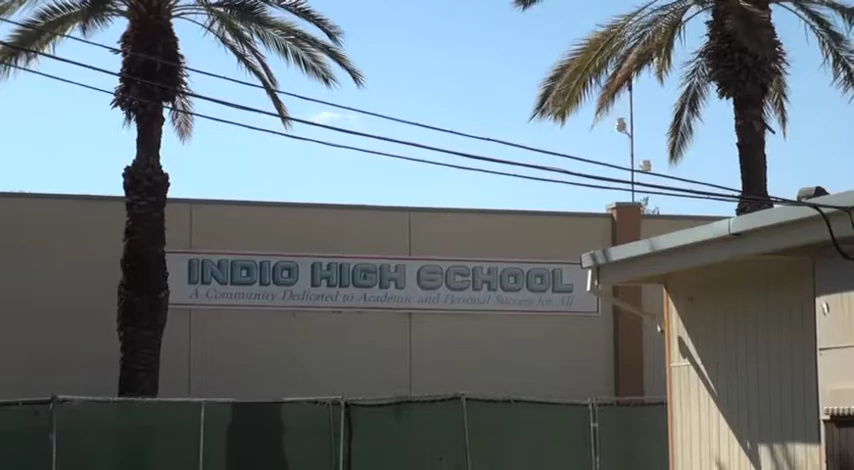 INDIO HIGH SCHOOL
A Community Dedicated to Academic and Personal Success for All